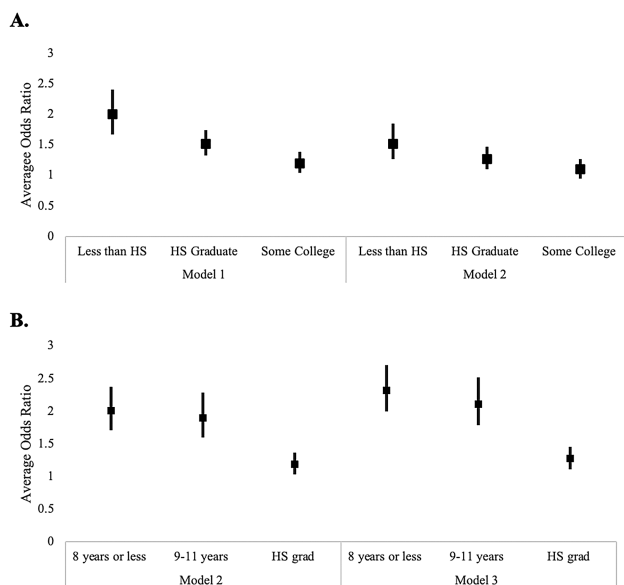 A.
3
2.5
2
1.5
1
0.5
0
Averagee Odds Ratio
Less than HS HS Graduate Some College Less than HS HS Graduate Some College
Model 1 Model 2
B.
3
2.5
2
1.5
1
0.5
0
Average Odds Ratio
8 years or less 9-11 years HS grad 8 years or less 9-11 years HS grad
Model 2 Model 3